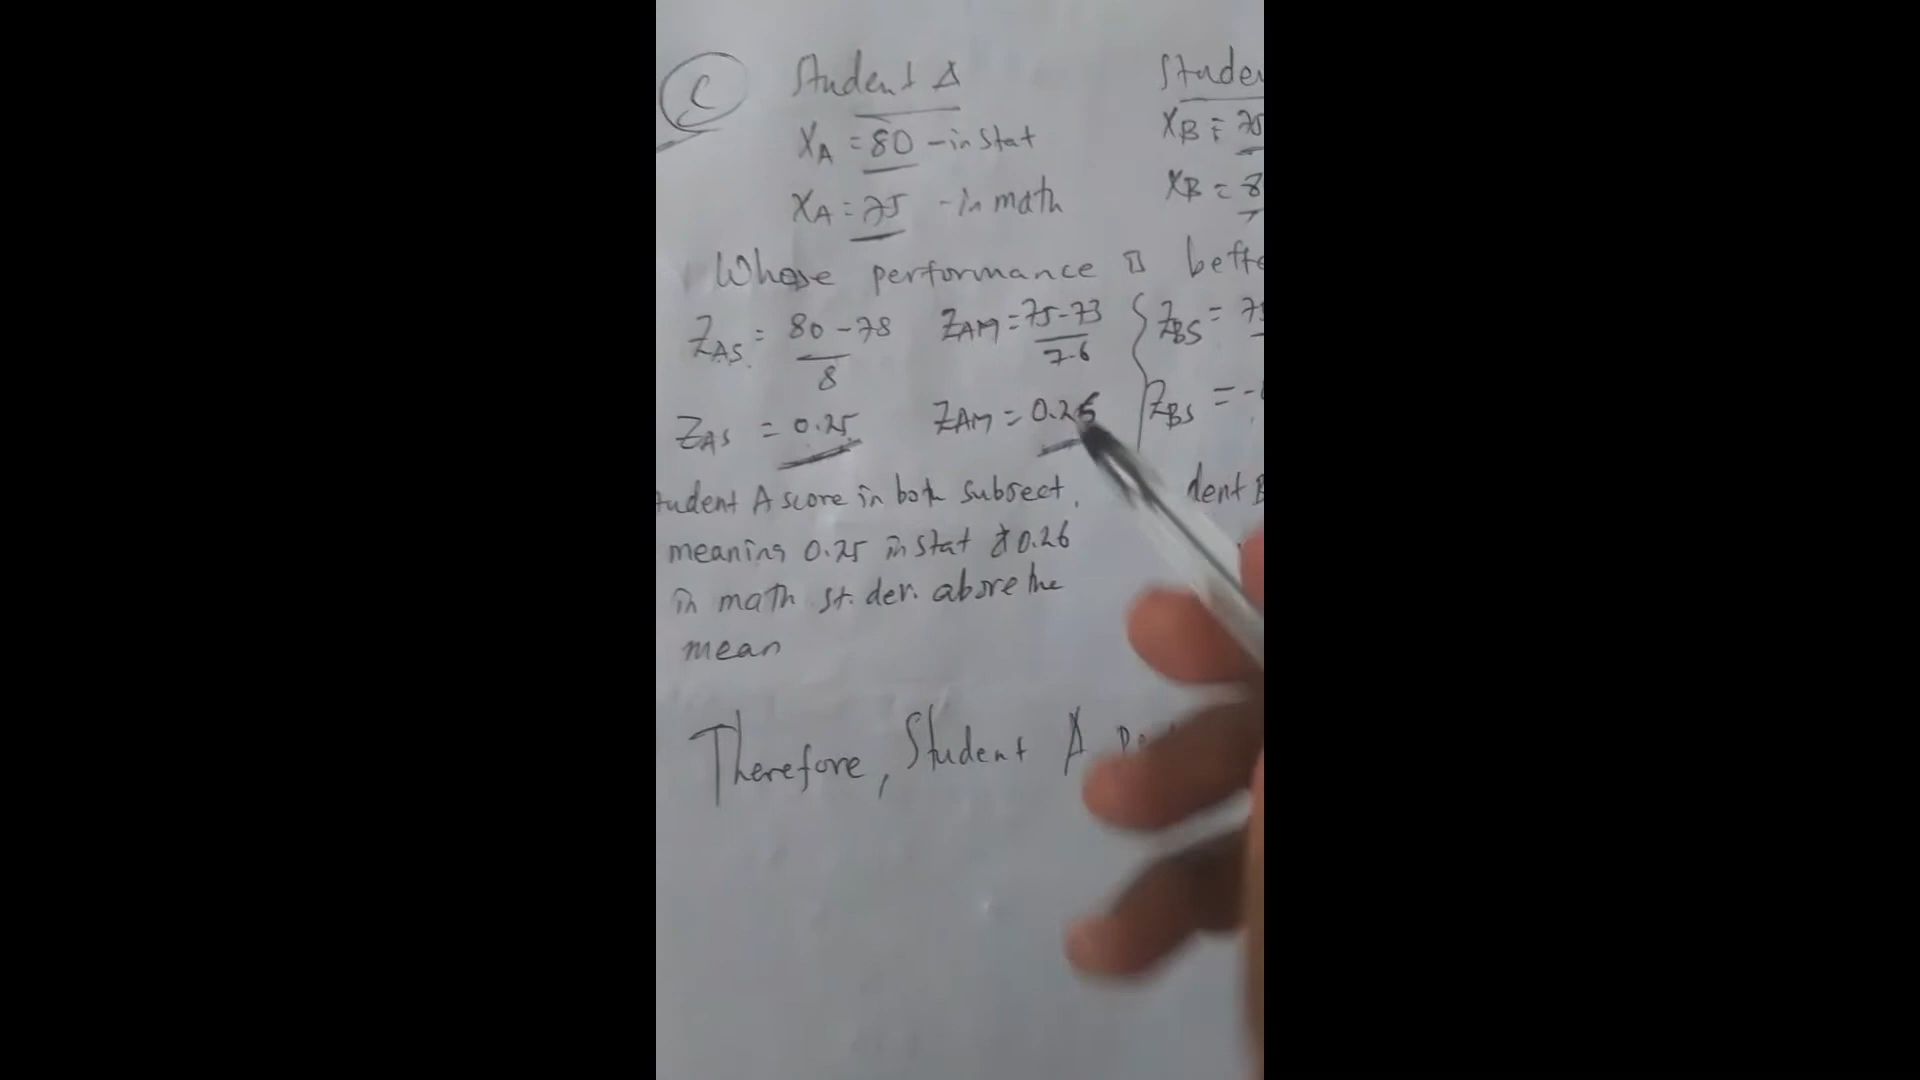 C Student A Studen
XA = 80 - in stat XB = 75
XA = 75 - in math XB = 8
Whose performance is bette
ZAS = 80 - 78 / 8 ZAM = 75-73 / 7.6 ZBS = 75
ZAS = 0.25 ZAM = 0.26 ZBS = -
tudent A score in both subject, dent B
meaning 0.25 in stat & 0.26
in math st. dev. above the
mean
Therefore, Student A